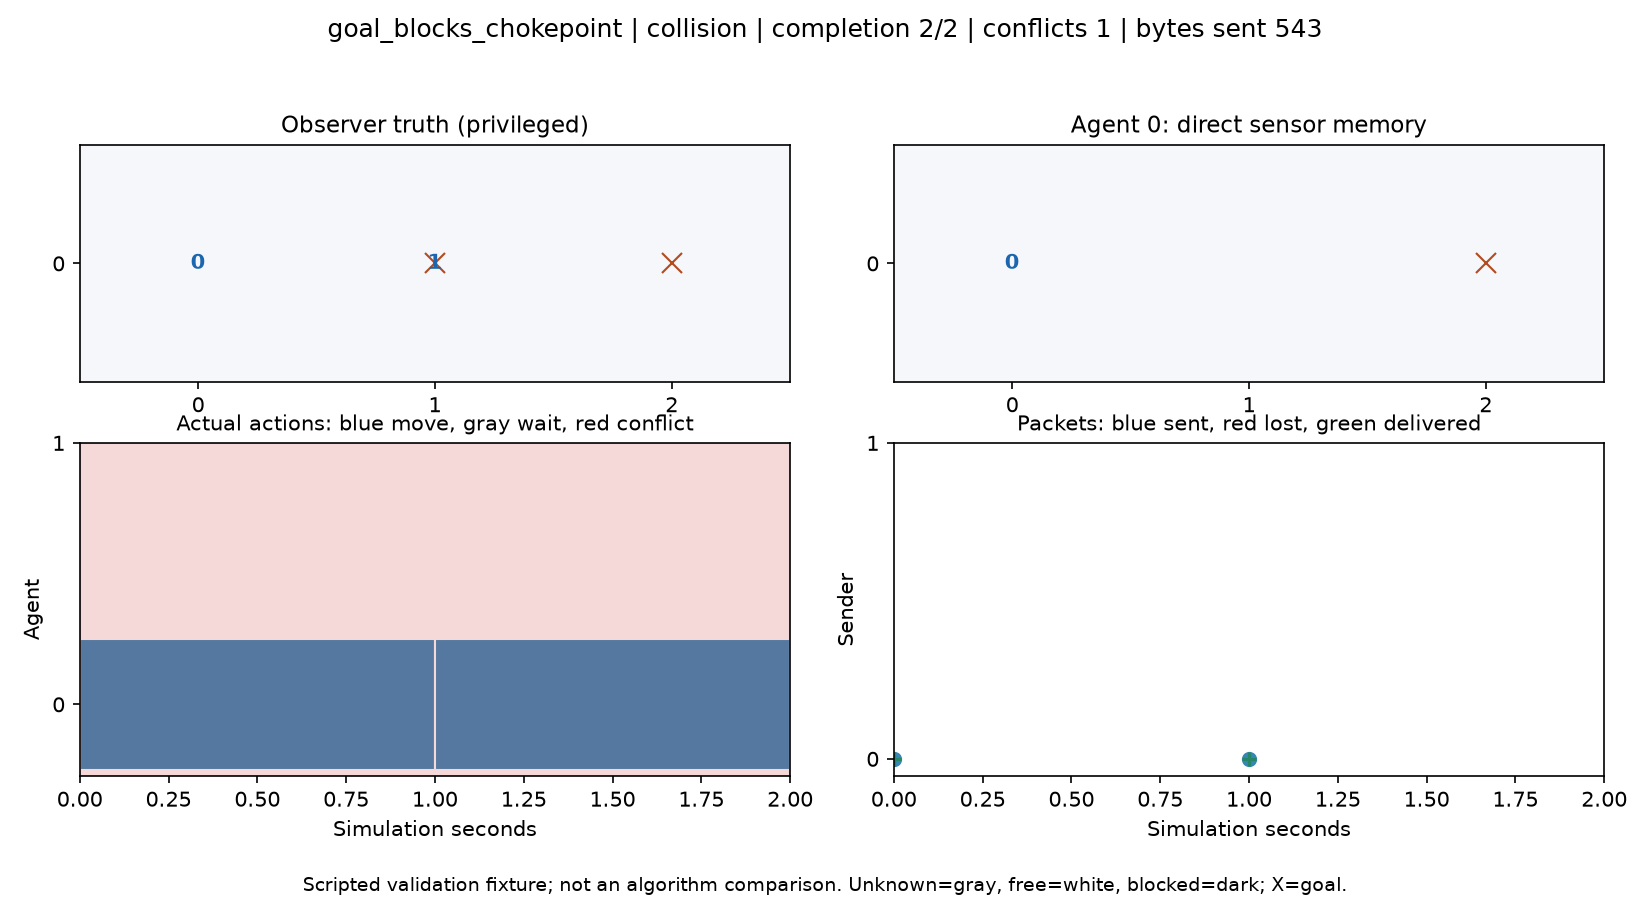 goal_blocks_chokepoint | collision | completion 2/2 | conflicts 1 | bytes sent 543
Observer truth (privileged)
0
0
1
0
1
2
Agent 0: direct sensor memory
0
0
0
1
2
Actual actions: blue move, gray wait, red conflict
1
Agent
0
0.00 0.25 0.50 0.75 1.00 1.25 1.50 1.75 2.00
Simulation seconds
Packets: blue sent, red lost, green delivered
1
Sender
0
0.00 0.25 0.50 0.75 1.00 1.25 1.50 1.75 2.00
Simulation seconds
Scripted validation fixture; not an algorithm comparison. Unknown=gray, free=white, blocked=dark; X=goal.